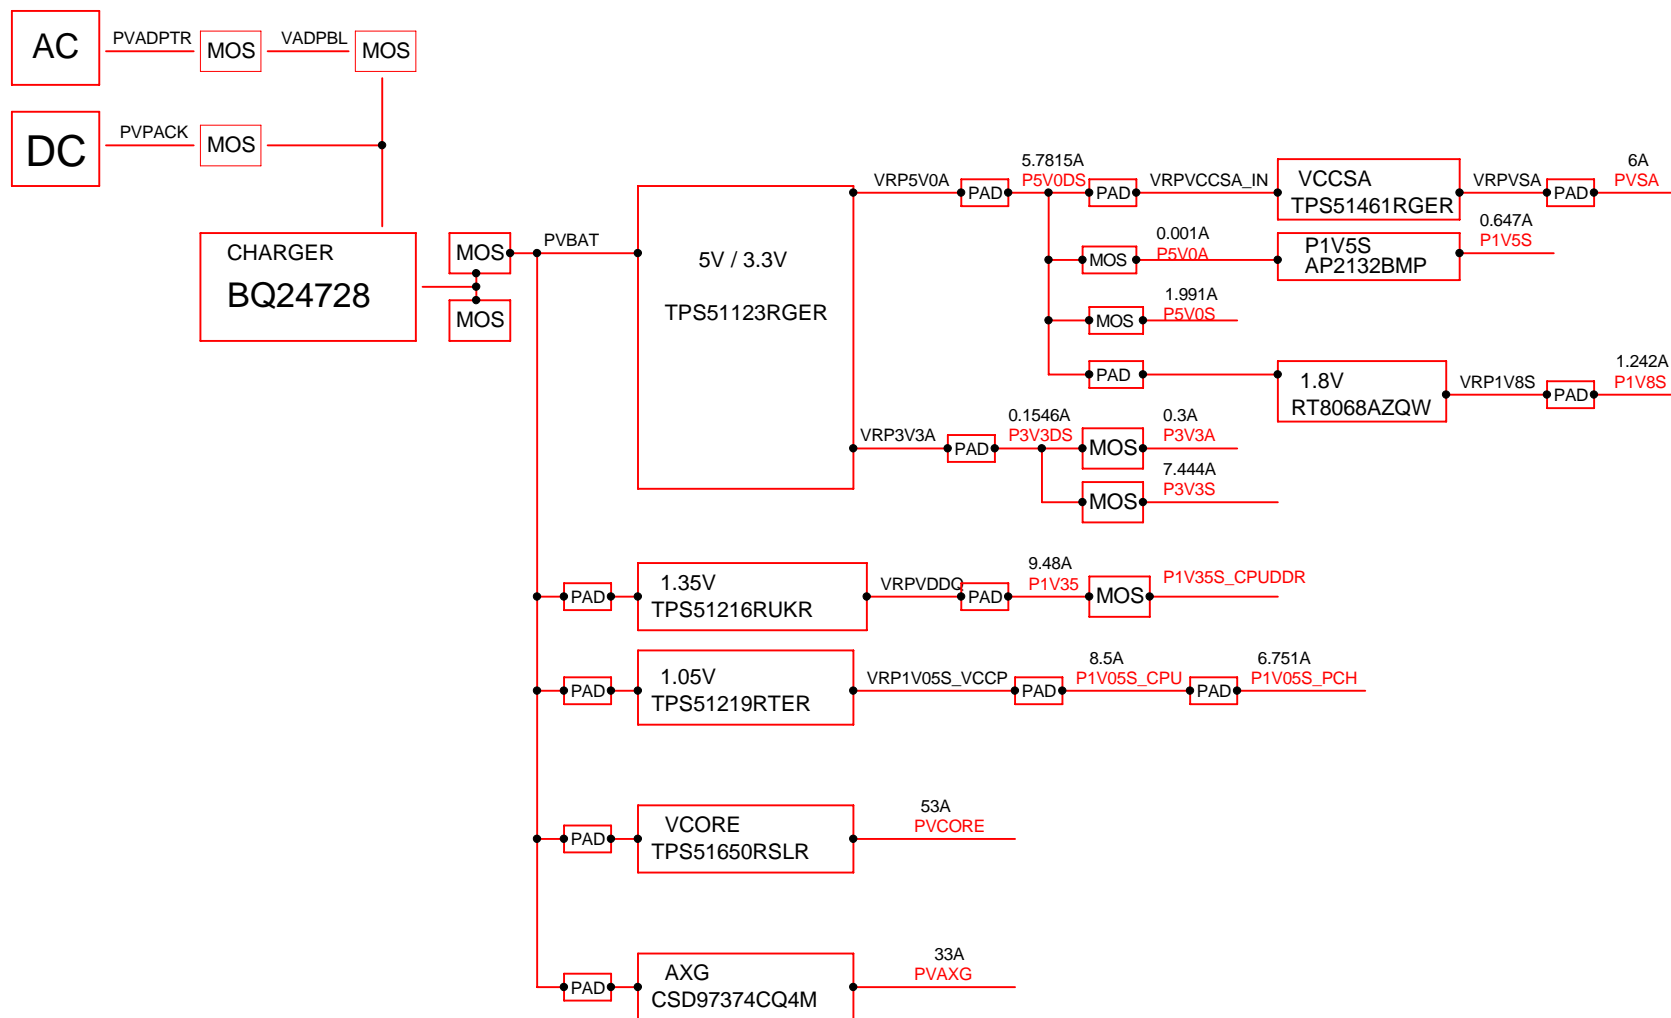 AC
PVADPTR
MOS
VADPBL
MOS
DC
PVPACK
MOS
CHARGER
BQ24728
MOS
MOS
PVBAT
5V / 3.3V
TPS51123RGER
VRP5V0A
PAD
5.7815A
P5V0DS
PAD
VRPVCCSA_IN
VCCSA
TPS51461RGER
VRPVSA
PAD
6A
PVSA
MOS
0.001A
P5V0A
P1V5S
AP2132BMP
0.647A
P1V5S
MOS
1.991A
P5V0S
PAD
1.8V
RT8068AZQW
VRP1V8S
PAD
1.242A
P1V8S
VRP3V3A
PAD
0.1546A
P3V3DS
MOS
0.3A
P3V3A
MOS
7.444A
P3V3S
PAD
1.35V
TPS51216RUKR
VRPVDDQ
PAD
9.48A
P1V35
MOS
P1V35S_CPUDDR
PAD
1.05V
TPS51219RTER
VRP1V05S_VCCP
PAD
8.5A
P1V05S_CPU
PAD
6.751A
P1V05S_PCH
PAD
VCORE
TPS51650RSLR
53A
PVCORE
PAD
AXG
CSD97374CQ4M
33A
PVAXG